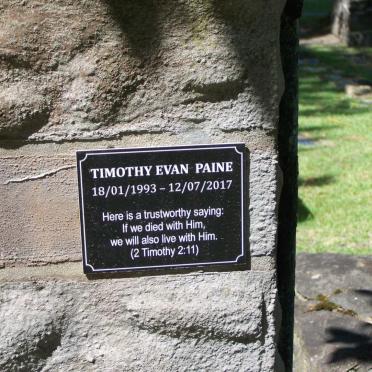 TIMOTHY EVAN PAINE
18/01/1993 – 12/07/2017
Here is a trustworthy saying:
If we died with Him,
we will also live with Him.
(2 Timothy 2:11)